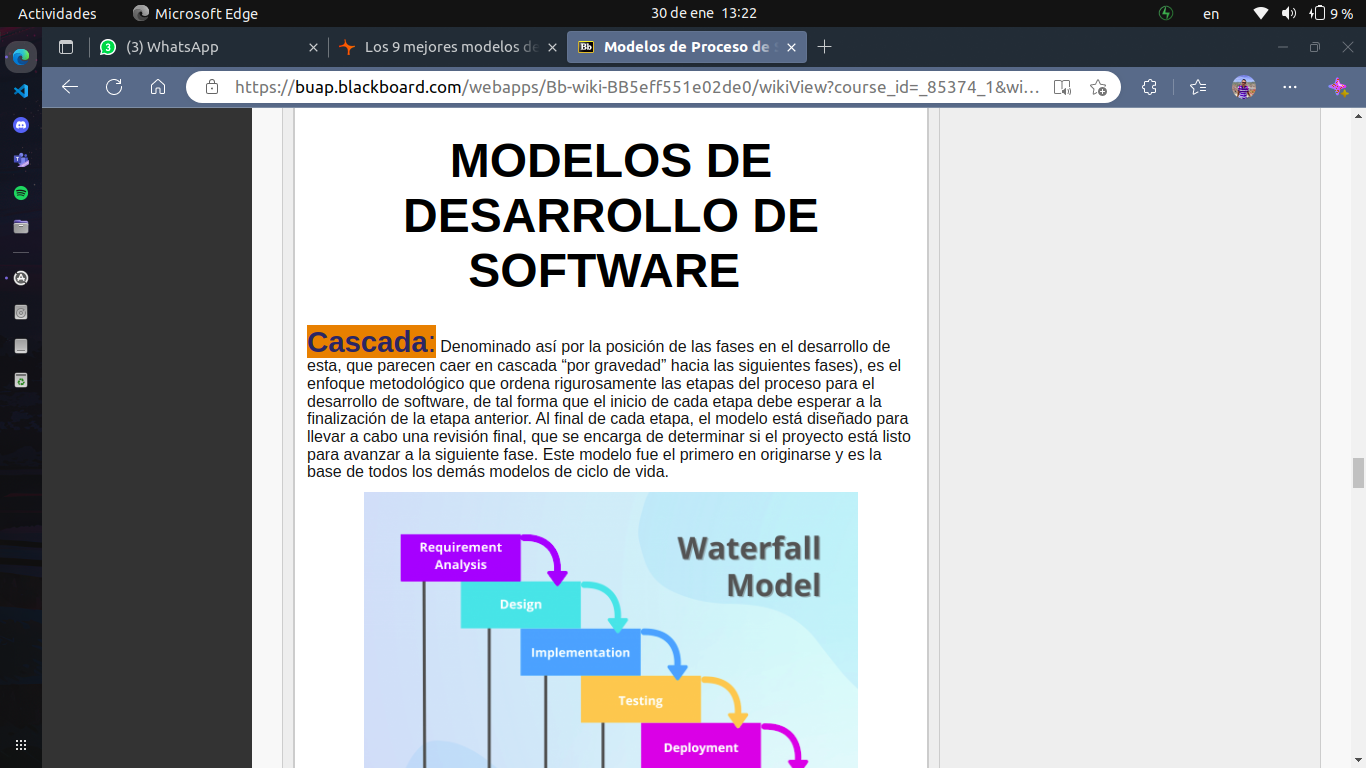 Actividades
Microsoft Edge
30 de ene 13:22
en
9 %
(3) WhatsApp
Los 9 mejores modelos de
Modelos de Proceso de
https://buap.blackboard.com/webapps/Bb-wiki-BB5eff551e02de0/wikiView?course_id=_85374_1&wi...
MODELOS DE
DESARROLLO DE
SOFTWARE
Cascada: Denominado así por la posición de las fases en el desarrollo de
esta, que parecen caer en cascada “por gravedad” hacia las siguientes fases), es el
enfoque metodológico que ordena rigurosamente las etapas del proceso para el
desarrollo de software, de tal forma que el inicio de cada etapa debe esperar a la
finalización de la etapa anterior. Al final de cada etapa, el modelo está diseñado para
llevar a cabo una revisión final, que se encarga de determinar si el proyecto está listo
para avanzar a la siguiente fase. Este modelo fue el primero en originarse y es la
base de todos los demás modelos de ciclo de vida.
Waterfall
Model
Requirement
Analysis
Design
Implementation
Testing
Deployment